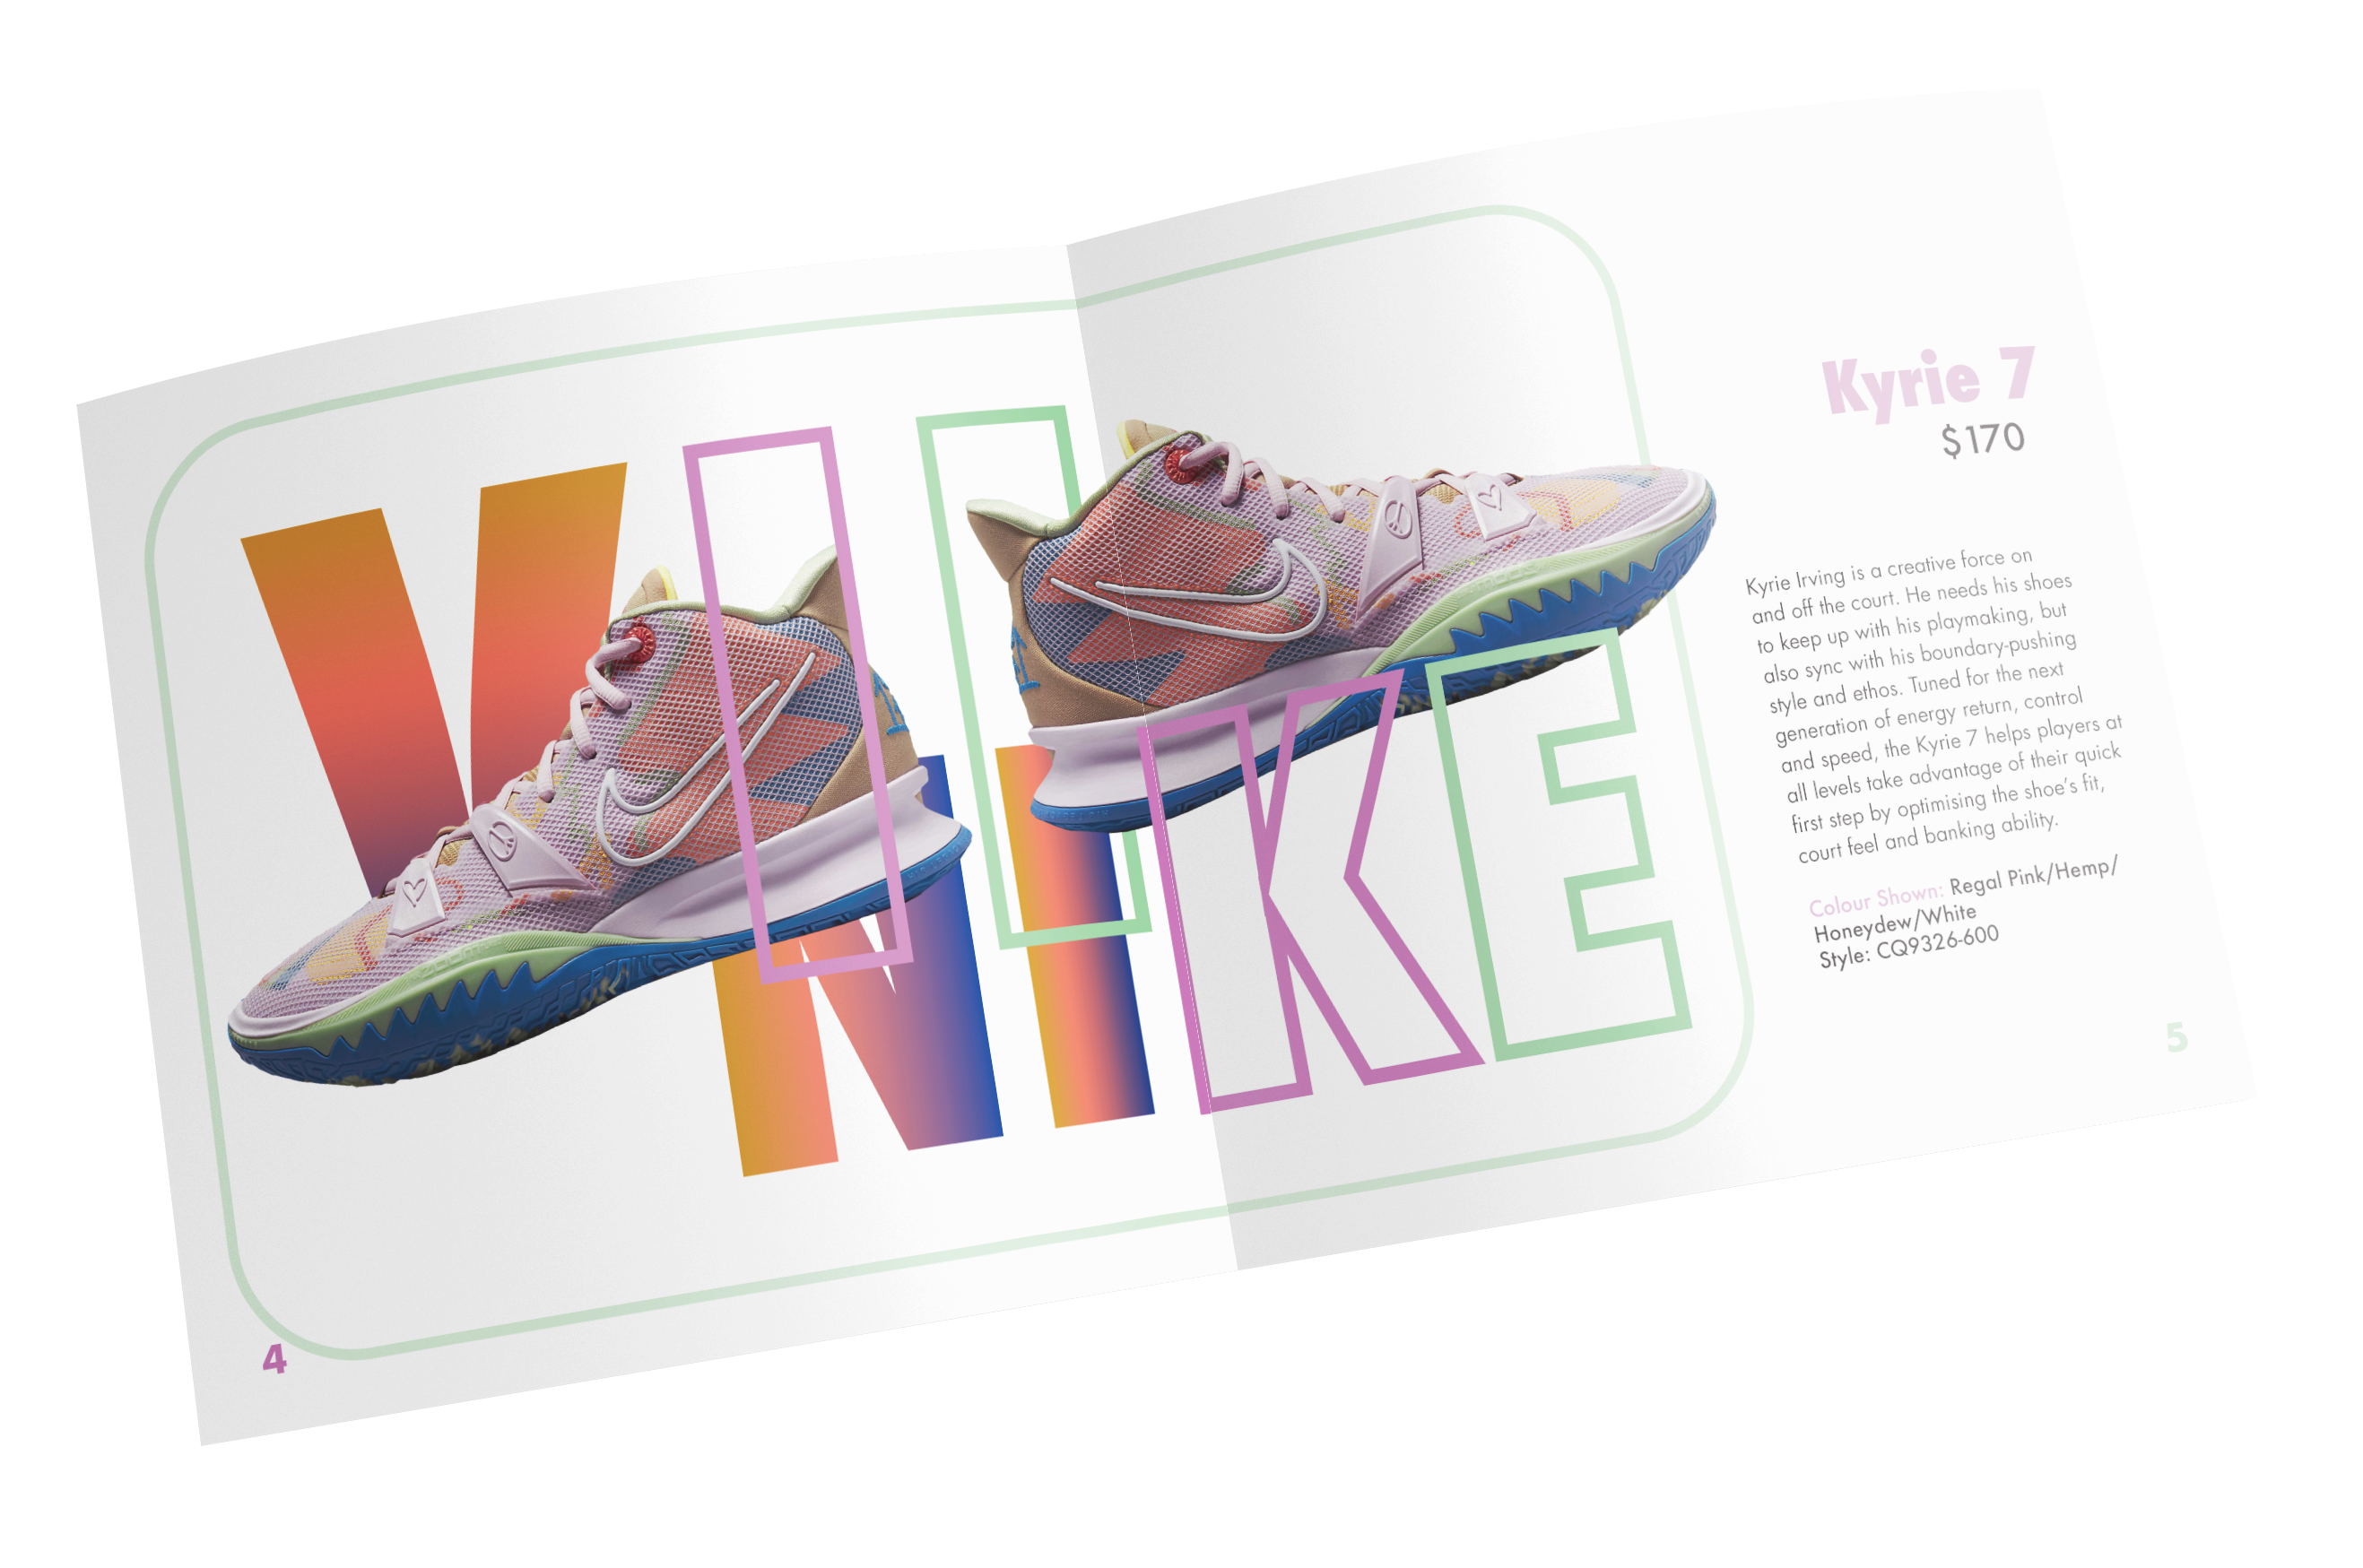 VII
NIKE
Kyrie 7
$170
Kyrie Irving is a creative force on
and off the court. He needs his shoes
to keep up with his playmaking, but
also sync with his boundary-pushing
style and ethos. Tuned for the next
generation of energy return, control
and speed, the Kyrie 7 helps players at
all levels take advantage of their quick
first step by optimising the shoe's fit,
court feel and banking ability.
Colour Shown: Regal Pink/Hemp/
Honeydew/White
Style: CQ9326-600
4
5